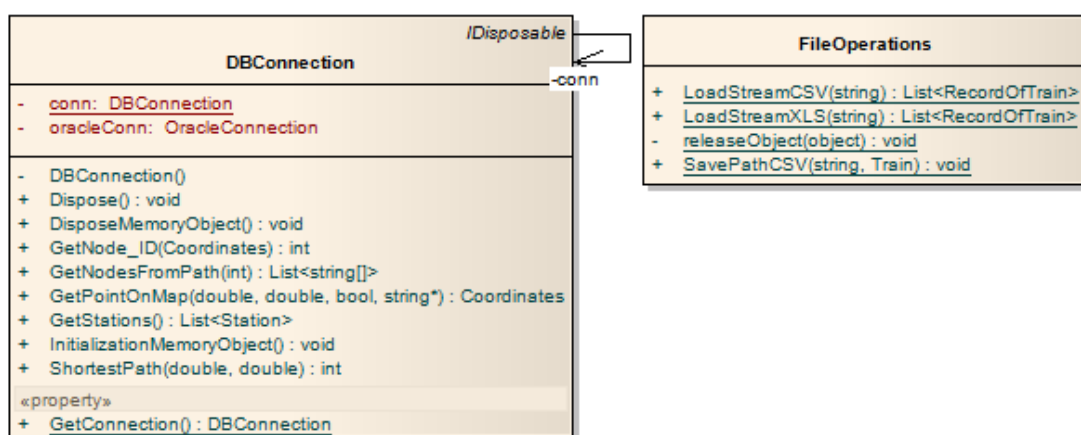 IDisposable
DBConnection
-conn
- conn: DBConnection
- oracleConn: OracleConnection
- DBConnection()
+ Dispose() : void
+ DisposeMemoryObject() : void
+ GetNode_ID(Coordinates) : int
+ GetNodesFromPath(int) : List<string[]>
+ GetPointOnMap(double, double, bool, string*) : Coordinates
+ GetStations() : List<Station>
+ InitializationMemoryObject() : void
+ ShortestPath(double, double) : int
«property»
+ GetConnection() : DBConnection
FileOperations
+ LoadStreamCSV(string) : List<RecordOfTrain>
+ LoadStreamXLS(string) : List<RecordOfTrain>
- releaseObject(object) : void
+ SavePathCSV(string, Train) : void